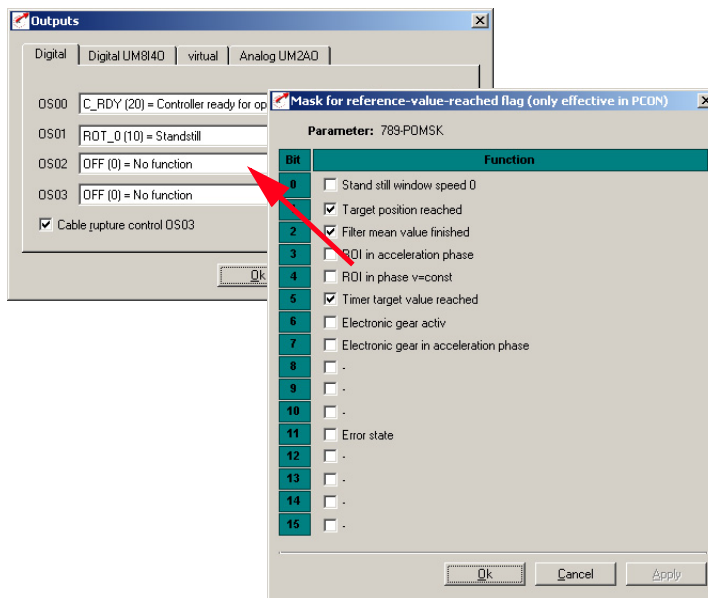 Outputs
Digital
Digital UM8I40
virtual
Analog UM2AO
OS00
C_RDY (20) = Controller ready for op
OS01
ROT_0 (10) = Standstill
OS02
OFF (0) = No function
OS03
OFF (0) = No function
Cable rupture control OS03
Ok
Mask for reference-value-reached flag (only effective in PCON)
Parameter: 789-POMSK
Bit Function
0 Stand still window speed 0
1 Target position reached
2 Filter mean value finished
3 ROI in acceleration phase
4 ROI in phase v=const
5 Timer target value reached
6 Electronic gear activ
7 Electronic gear in acceleration phase
8 -
9 -
10 -
11 Error state
12 -
13 -
14 -
15 -
Ok
Cancel
Apply